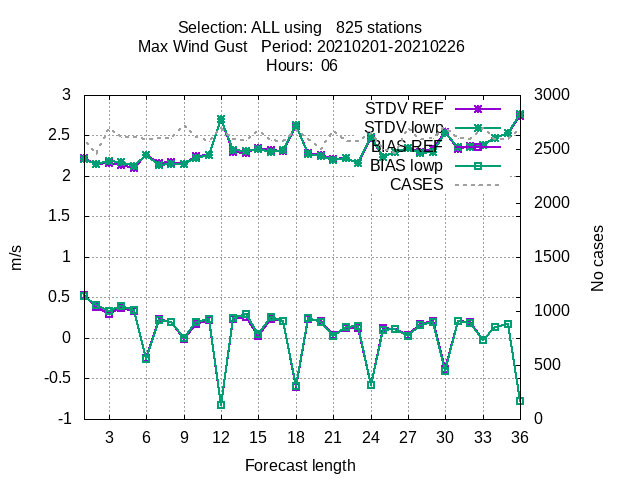 Selection: ALL using   825 stations
Max Wind Gust   Period: 20210201-20210226
Hours:  06
STDV REF
STDV lowp
BIAS REF
BIAS lowp
CASES
3
2.5
2
1.5
1
0.5
0
-0.5
-1
3000
2500
2000
1500
1000
500
0
m/s
No cases
3 6 9 12 15 18 21 24 27 30 33 36
Forecast length